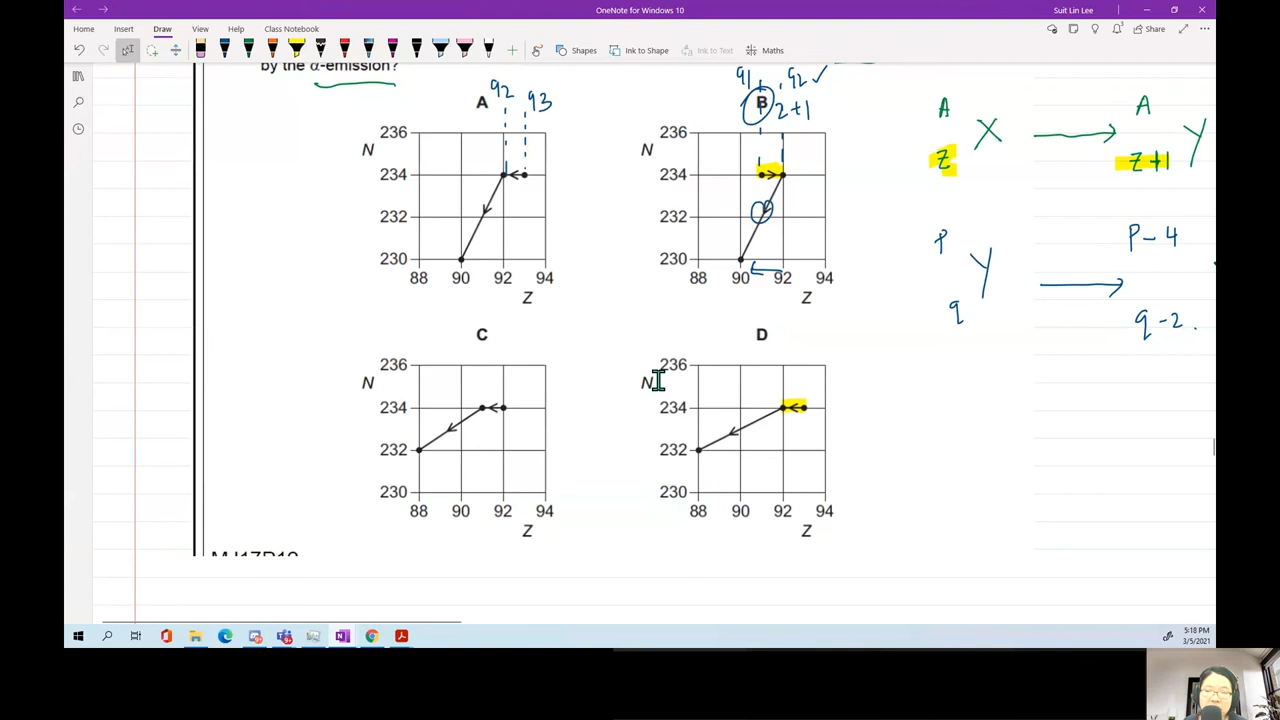 OneNote for Windows 10
Suit Lin Lee
Home Insert Draw View Help Class Notebook
Share
Shapes Ink to Shape Ink to Text Maths
by the α-emission?
92 93
A
236
N
234
232
230
88 90 92 94
Z
91 , 92 ✓
B 2+1
236
N
234
232
230
88 90 92 94
Z
C
236
N
234
232
230
88 90 92 94
Z
D
236
N
234
232
230
88 90 92 94
Z
A A
X → Y
Z Z+1
P P-4
Y →
q q-2.
5:18 PM
3/5/2021